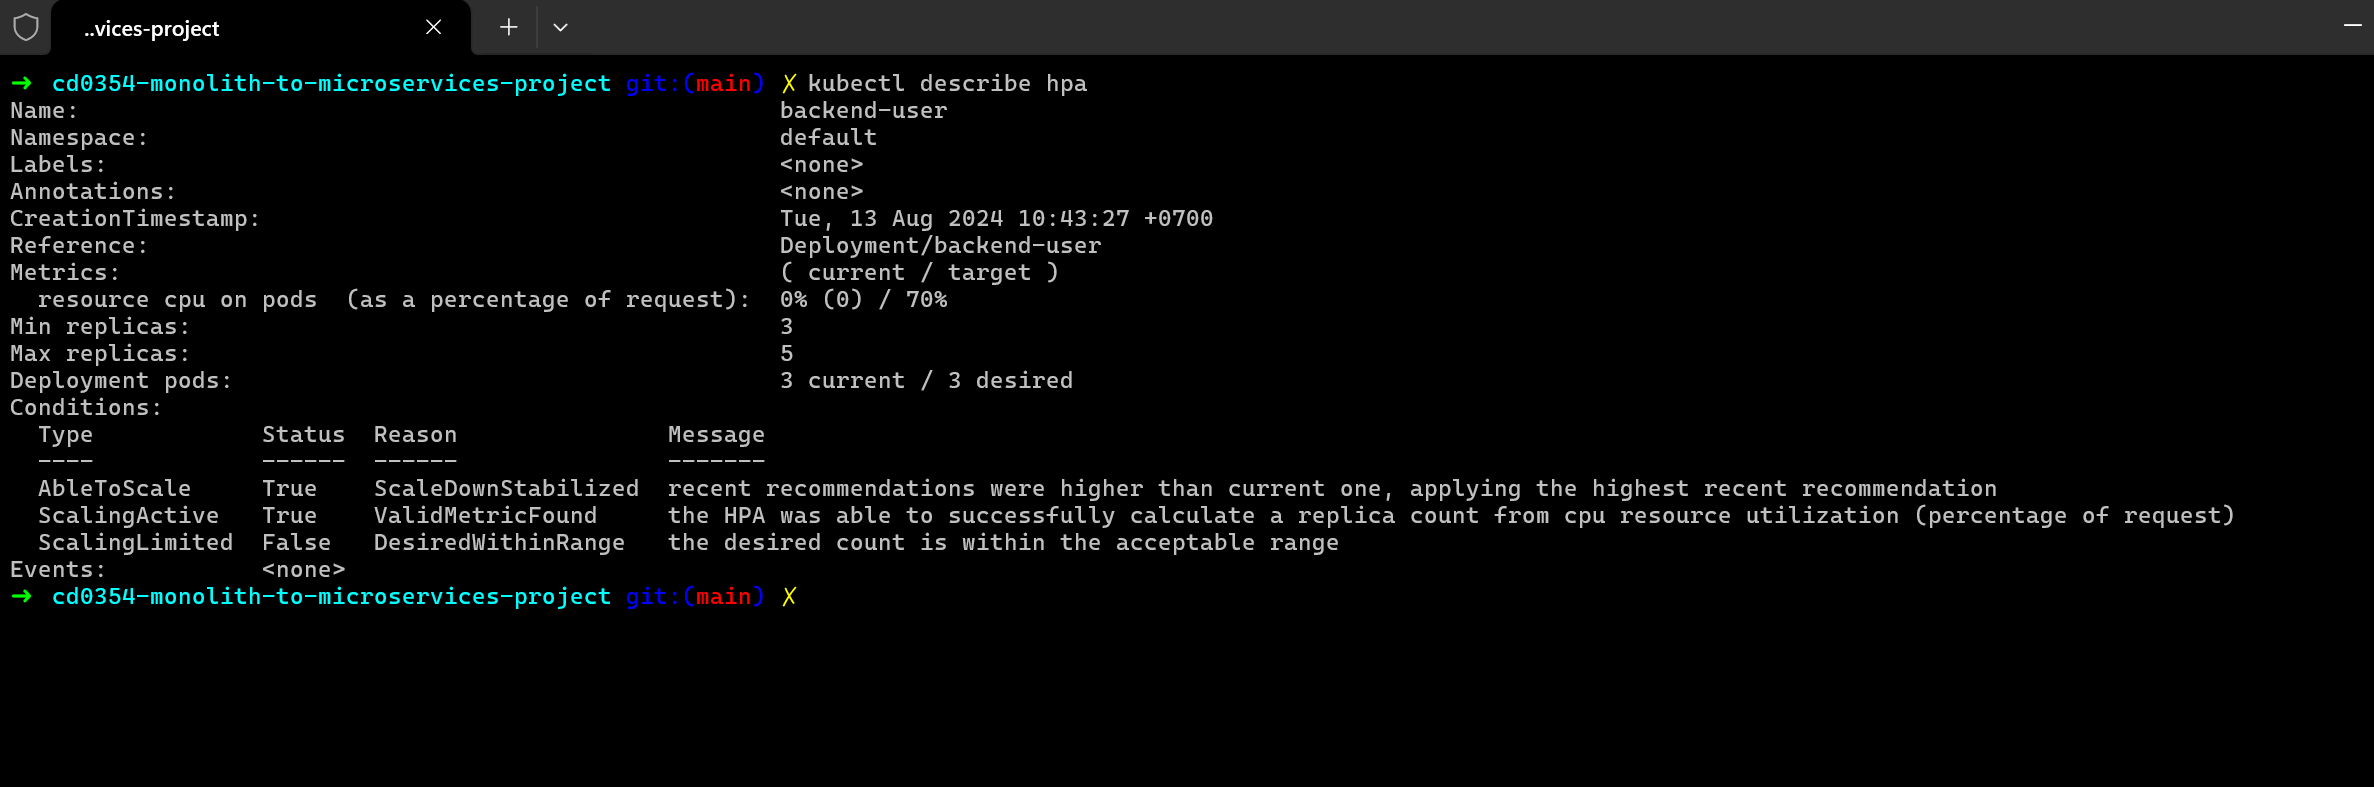 ..vices-project
➜ cd0354-monolith-to-microservices-project git:(main) ✗ kubectl describe hpa
Name: backend-user
Namespace: default
Labels: <none>
Annotations: <none>
CreationTimestamp: Tue, 13 Aug 2024 10:43:27 +0700
Reference: Deployment/backend-user
Metrics: ( current / target )
  resource cpu on pods  (as a percentage of request): 0% (0) / 70%
Min replicas: 3
Max replicas: 5
Deployment pods: 3 current / 3 desired
Conditions:
  Type            Status  Reason               Message
  ----            ------  ------               -------
  AbleToScale     True    ScaleDownStabilized  recent recommendations were higher than current one, applying the highest recent recommendation
  ScalingActive   True    ValidMetricFound     the HPA was able to successfully calculate a replica count from cpu resource utilization (percentage of request)
  ScalingLimited  False   DesiredWithinRange   the desired count is within the acceptable range
Events:           <none>
➜ cd0354-monolith-to-microservices-project git:(main) ✗